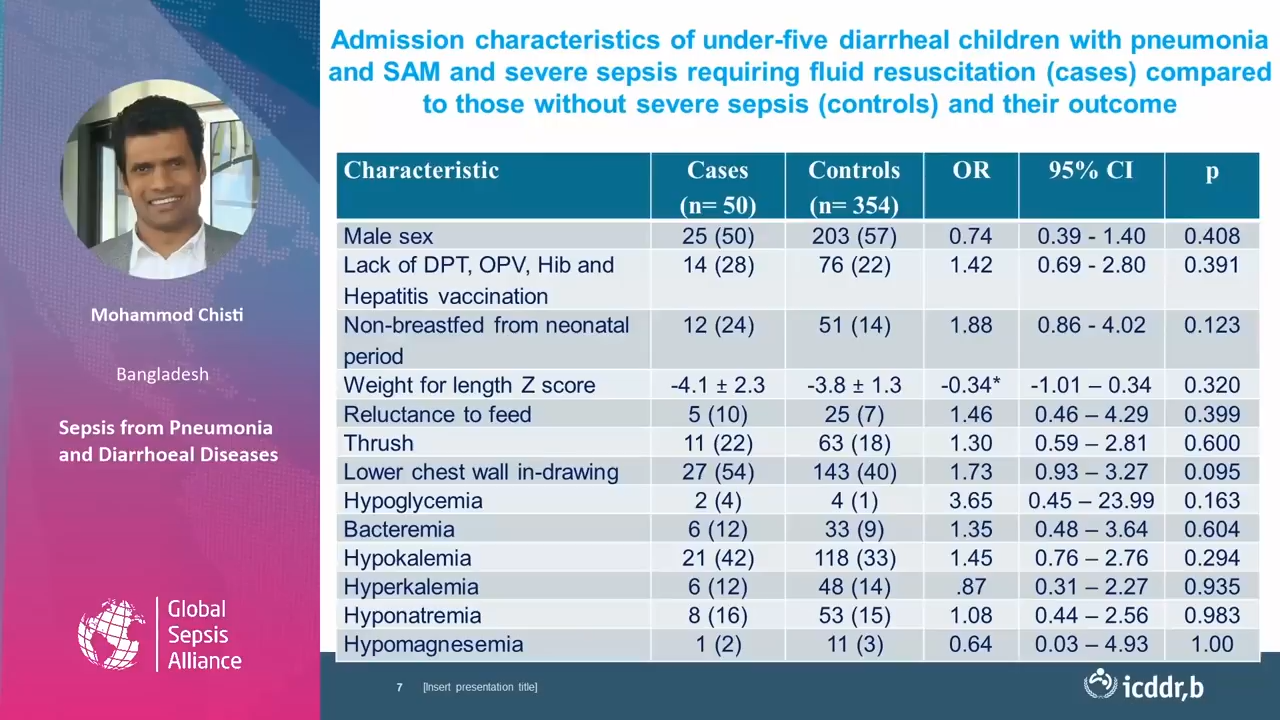 Admission characteristics of under-five diarrheal children with pneumonia
and SAM and severe sepsis requiring fluid resuscitation (cases) compared
to those without severe sepsis (controls) and their outcome
Mohammod Chisti
Bangladesh
Sepsis from Pneumonia
and Diarrhoeal Diseases
Global
Sepsis
Alliance
Characteristic Cases Controls OR 95% CI p
(n= 50) (n= 354)
Male sex 25 (50) 203 (57) 0.74 0.39 - 1.40 0.408
Lack of DPT, OPV, Hib and 14 (28) 76 (22) 1.42 0.69 - 2.80 0.391
Hepatitis vaccination
Non-breastfed from neonatal 12 (24) 51 (14) 1.88 0.86 - 4.02 0.123
period
Weight for length Z score -4.1 ± 2.3 -3.8 ± 1.3 -0.34* -1.01 – 0.34 0.320
Reluctance to feed 5 (10) 25 (7) 1.46 0.46 – 4.29 0.399
Thrush 11 (22) 63 (18) 1.30 0.59 – 2.81 0.600
Lower chest wall in-drawing 27 (54) 143 (40) 1.73 0.93 – 3.27 0.095
Hypoglycemia 2 (4) 4 (1) 3.65 0.45 – 23.99 0.163
Bacteremia 6 (12) 33 (9) 1.35 0.48 – 3.64 0.604
Hypokalemia 21 (42) 118 (33) 1.45 0.76 – 2.76 0.294
Hyperkalemia 6 (12) 48 (14) .87 0.31 – 2.27 0.935
Hyponatremia 8 (16) 53 (15) 1.08 0.44 – 2.56 0.983
Hypomagnesemia 1 (2) 11 (3) 0.64 0.03 – 4.93 1.00
7 [Insert presentation title]
icddr,b